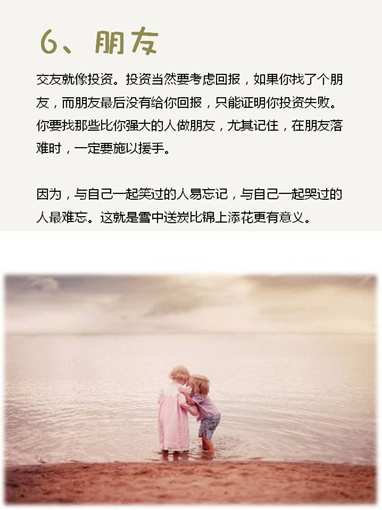 6、朋友
交友就像投资。投资当然要考虑回报，如果你找了个朋
友，而朋友最后没有给你回报，只能证明你投资失败。
你要找那些比你强大的人做朋友，尤其记住，在朋友落
难时，一定要施以援手。
因为，与自己一起笑过的人易忘记，与自己一起哭过的
人最难忘。这就是雪中送炭比锦上添花更有意义。